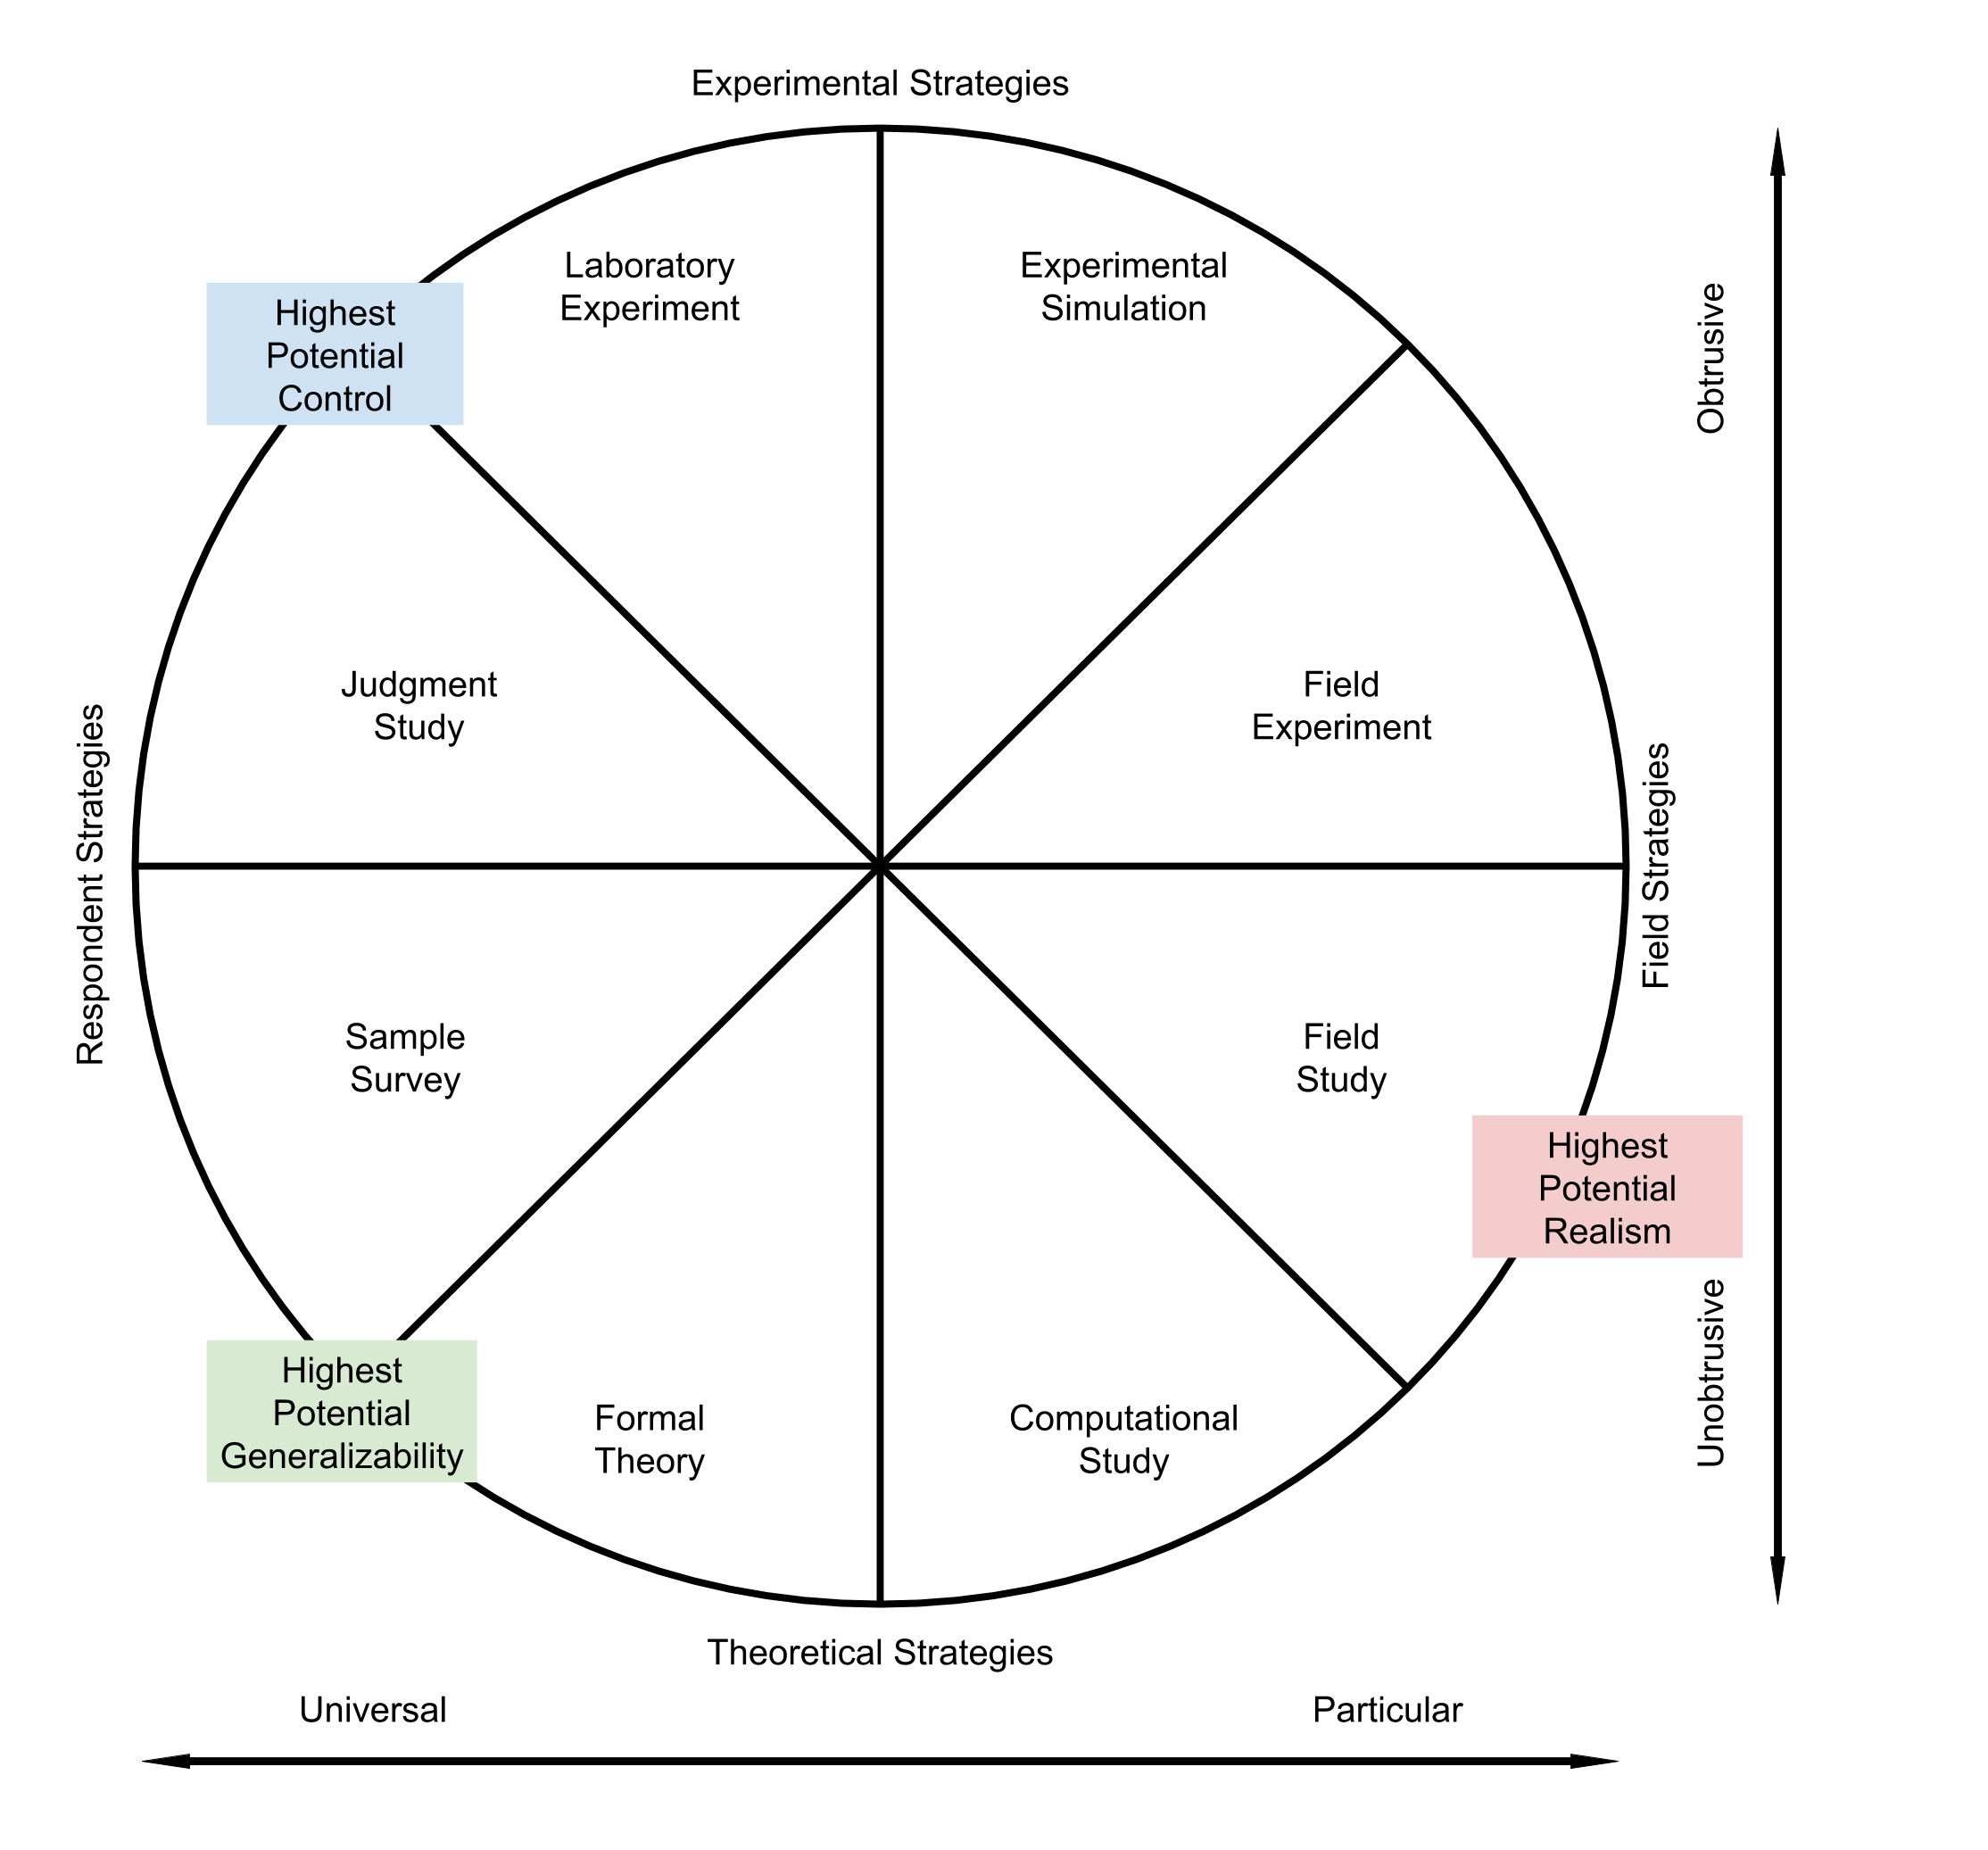 Experimental Strategies
Laboratory
Experiment
Experimental
Simulation
Highest
Potential
Control
Obtrusive
Judgment
Study
Field
Experiment
Respondent Strategies
Field Strategies
Sample
Survey
Field
Study
Highest
Potential
Realism
Unobtrusive
Highest
Potential
Generalizability
Formal
Theory
Computational
Study
Theoretical Strategies
Universal
Particular